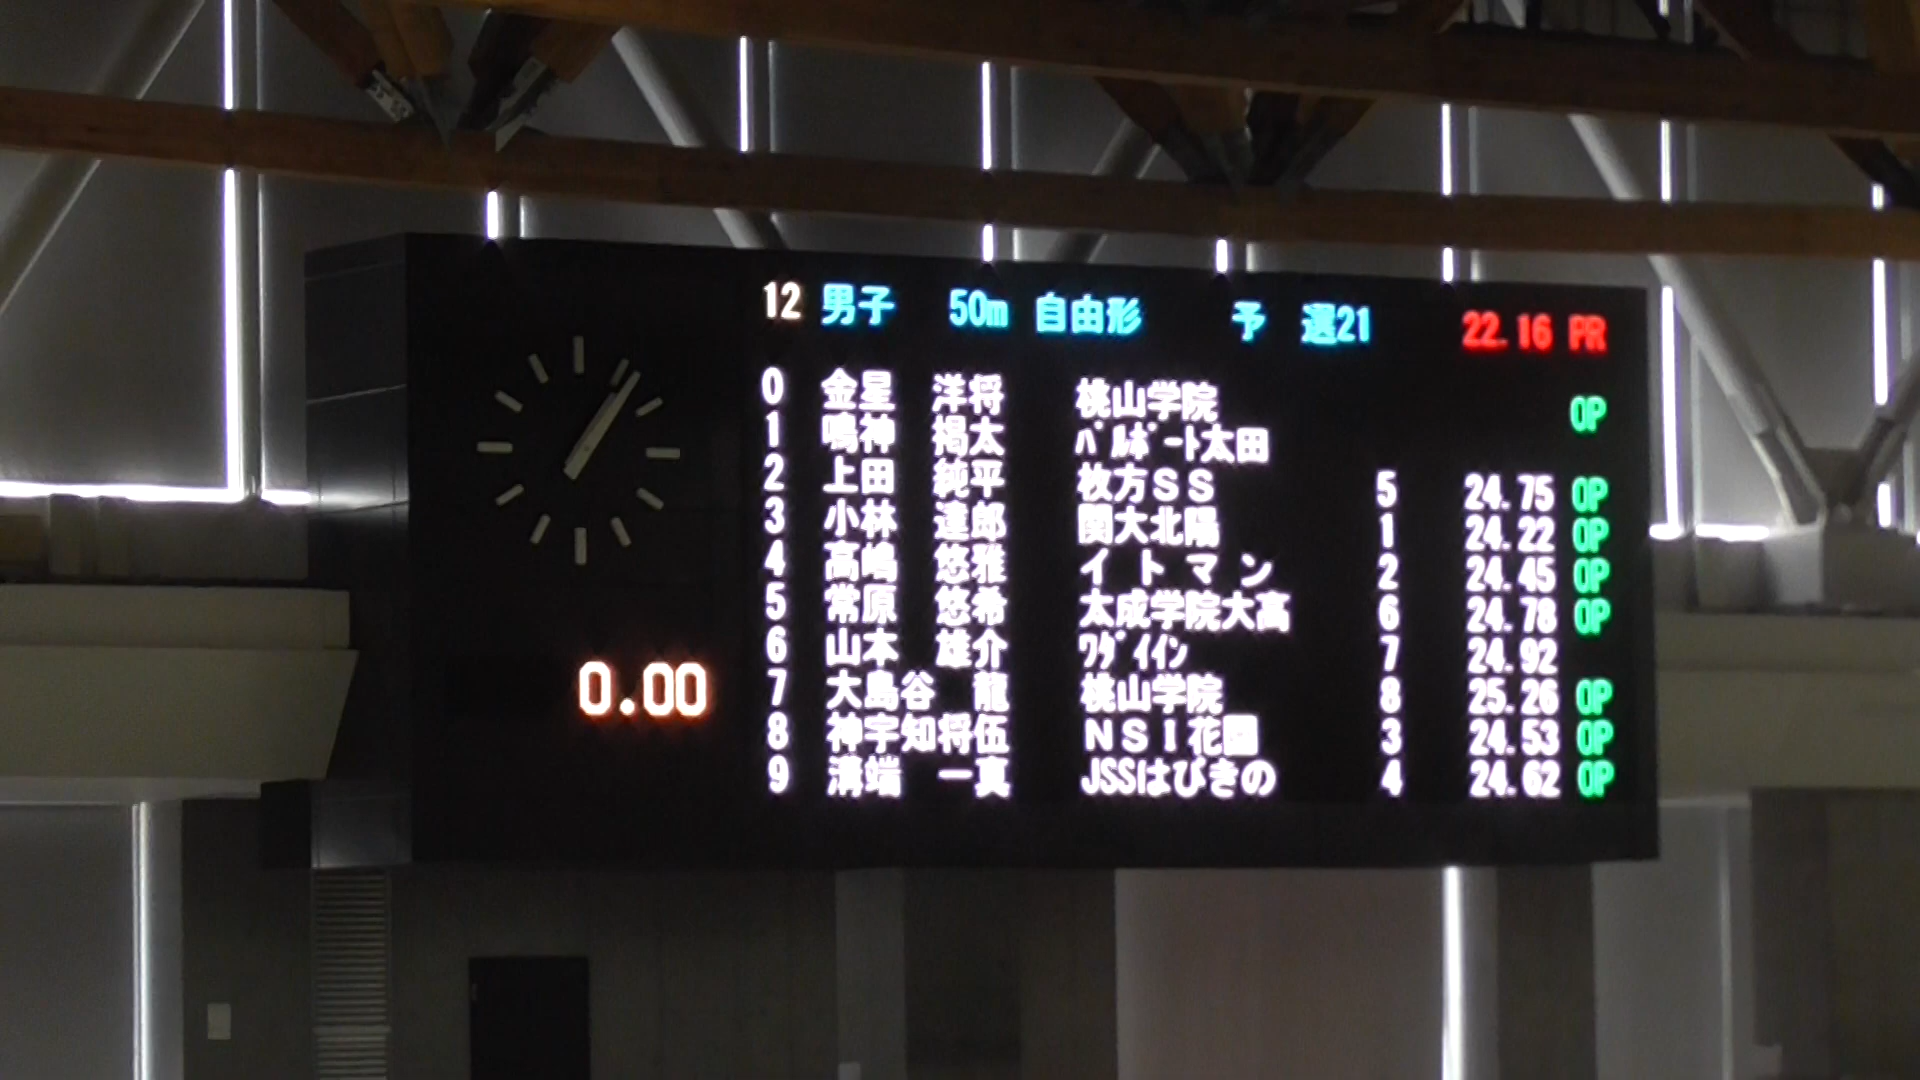 12 男子 50m 自由形 予 選21 22.16 PR
0 金星 洋将 桃山学院 OP
1 鳴神 掲太 ﾊﾟﾙﾎﾟｰﾄ太田
2 上田 純平 枚方ＳＳ 5 24.75 OP
3 小林 達郎 関大北陽 1 24.22 OP
4 高嶋 悠雅 イトマン 2 24.45 OP
5 常原 悠希 太成学院大高 6 24.78 OP
6 山本 雄介 ﾜﾀﾞｲｲﾝ 7 24.92
7 大島谷 龍 桃山学院 8 25.26 OP
8 神宇知将伍 ＮＳＩ花園 3 24.53 OP
9 溝端 一真 JSSはびきの 4 24.62 OP
0.00